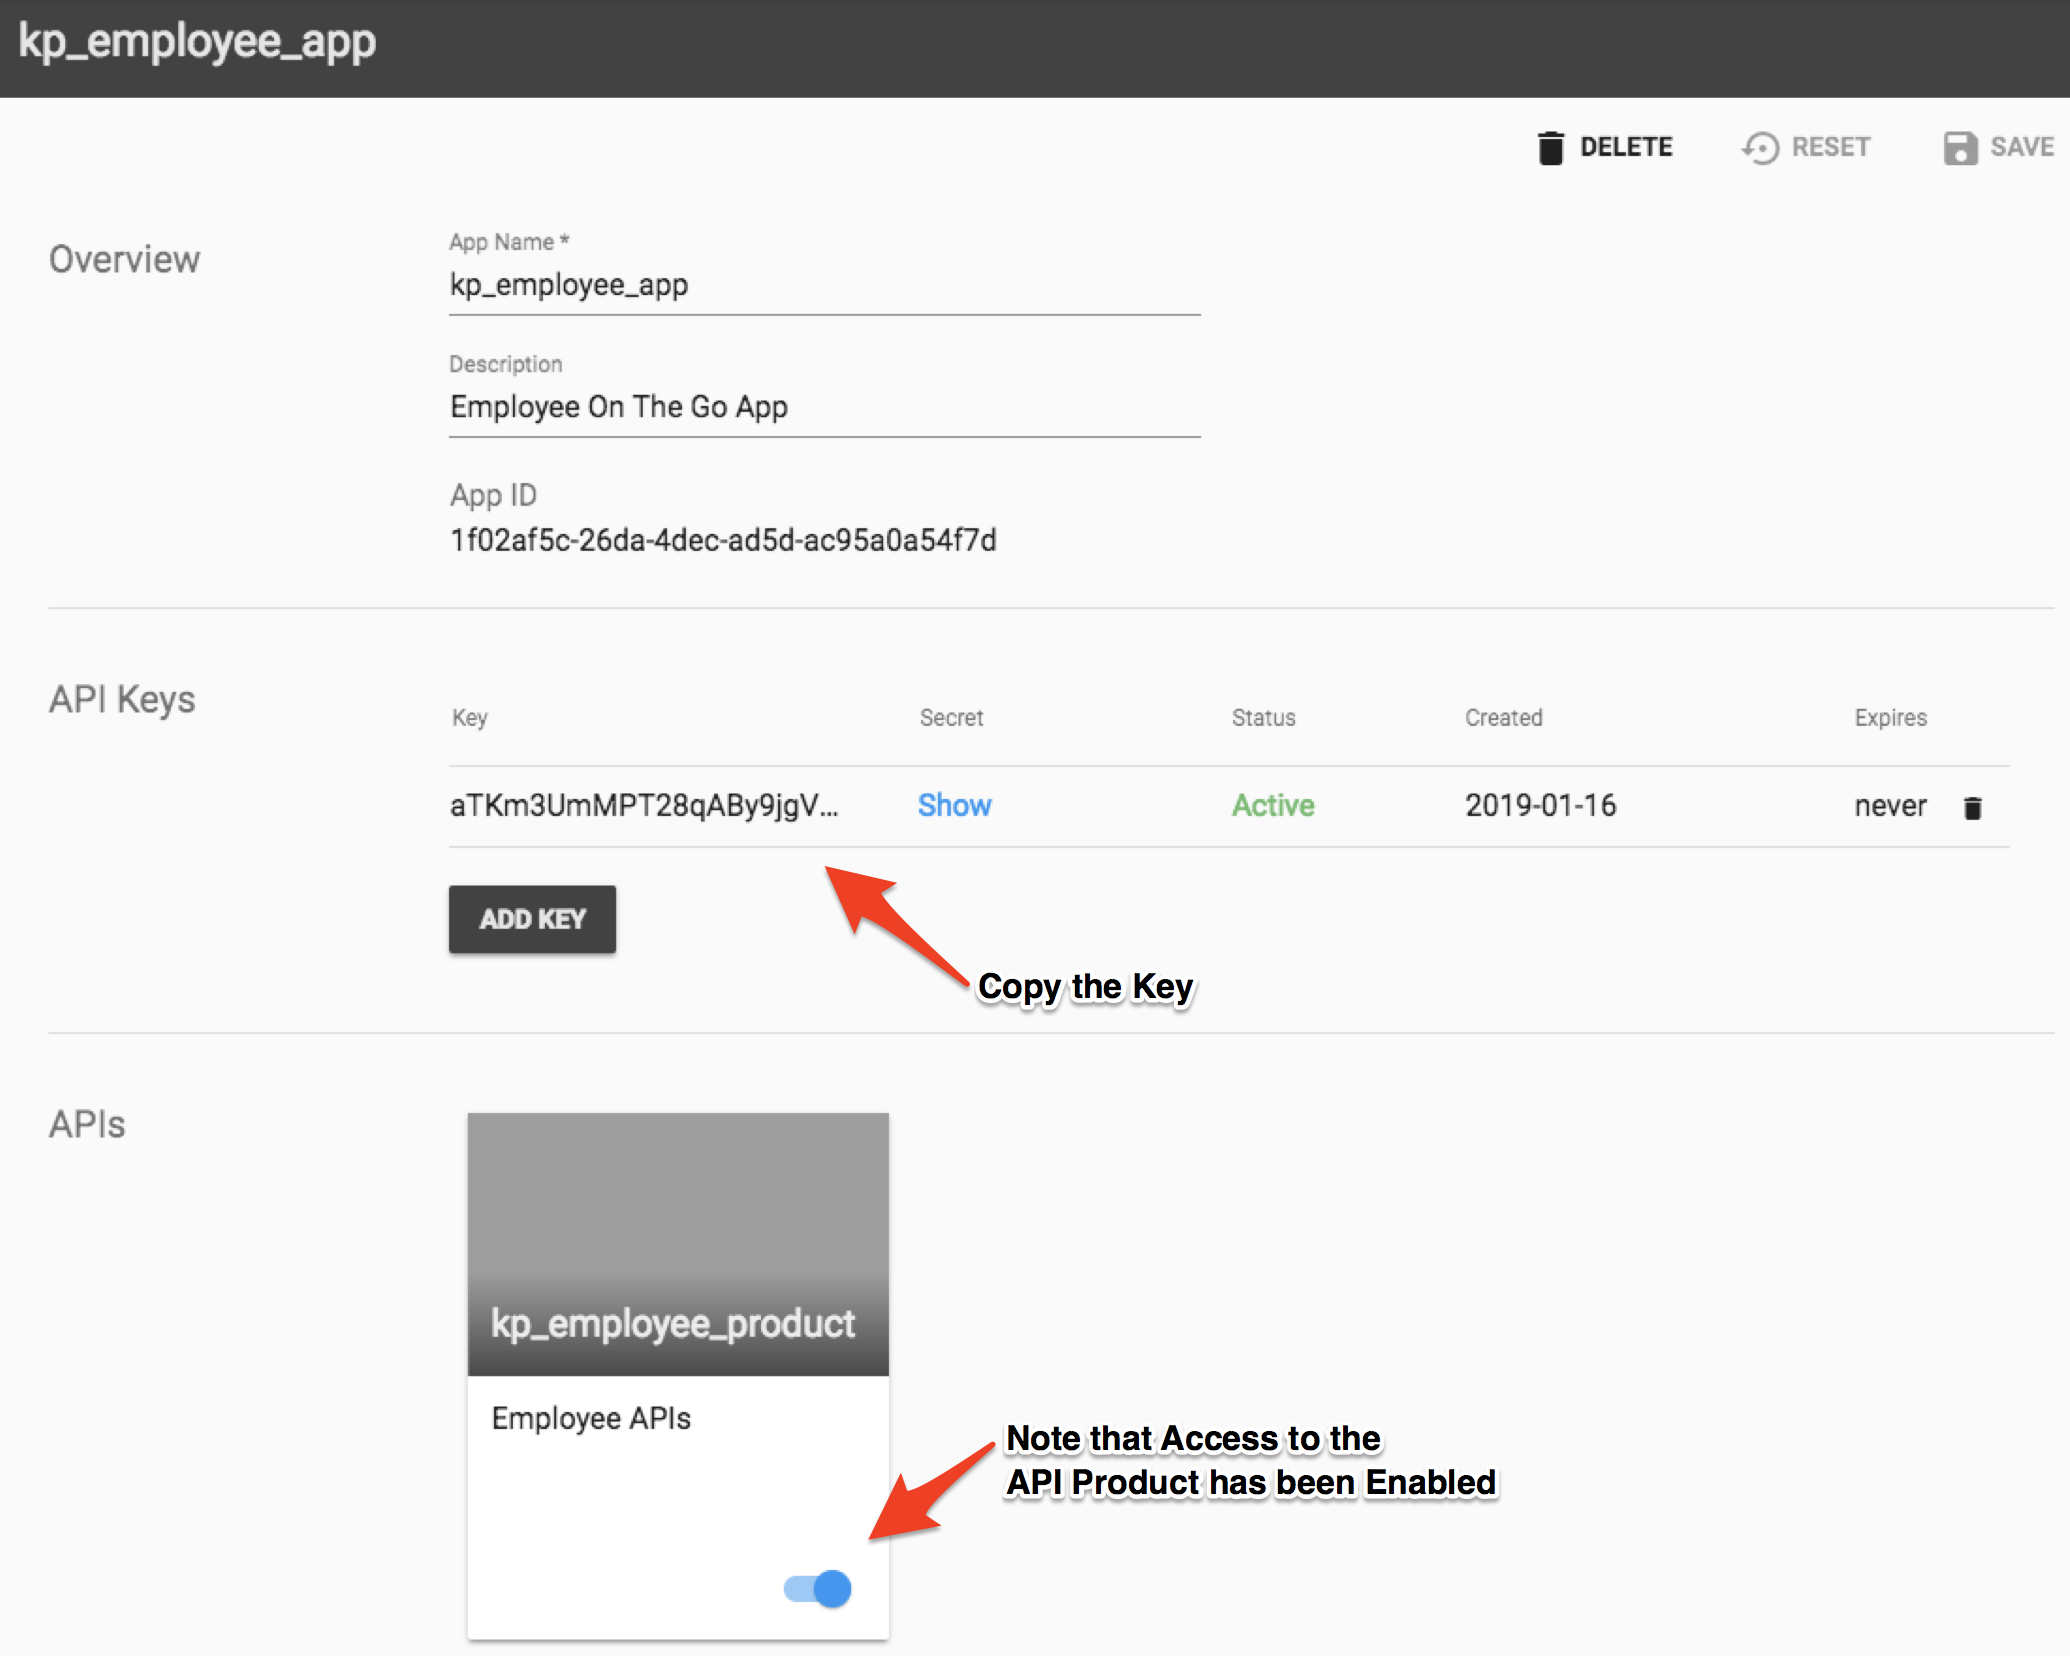 kp_employee_app
DELETE RESET SAVE
Overview
App Name *
kp_employee_app
Description
Employee On The Go App
App ID
1f02af5c-26da-4dec-ad5d-ac95a0a54f7d
API Keys
Key Secret Status Created Expires
aTKm3UmMPT28qABy9jgV... Show Active 2019-01-16 never
ADD KEY
Copy the Key
APIs
kp_employee_product
Employee APIs
Note that Access to the
API Product has been Enabled